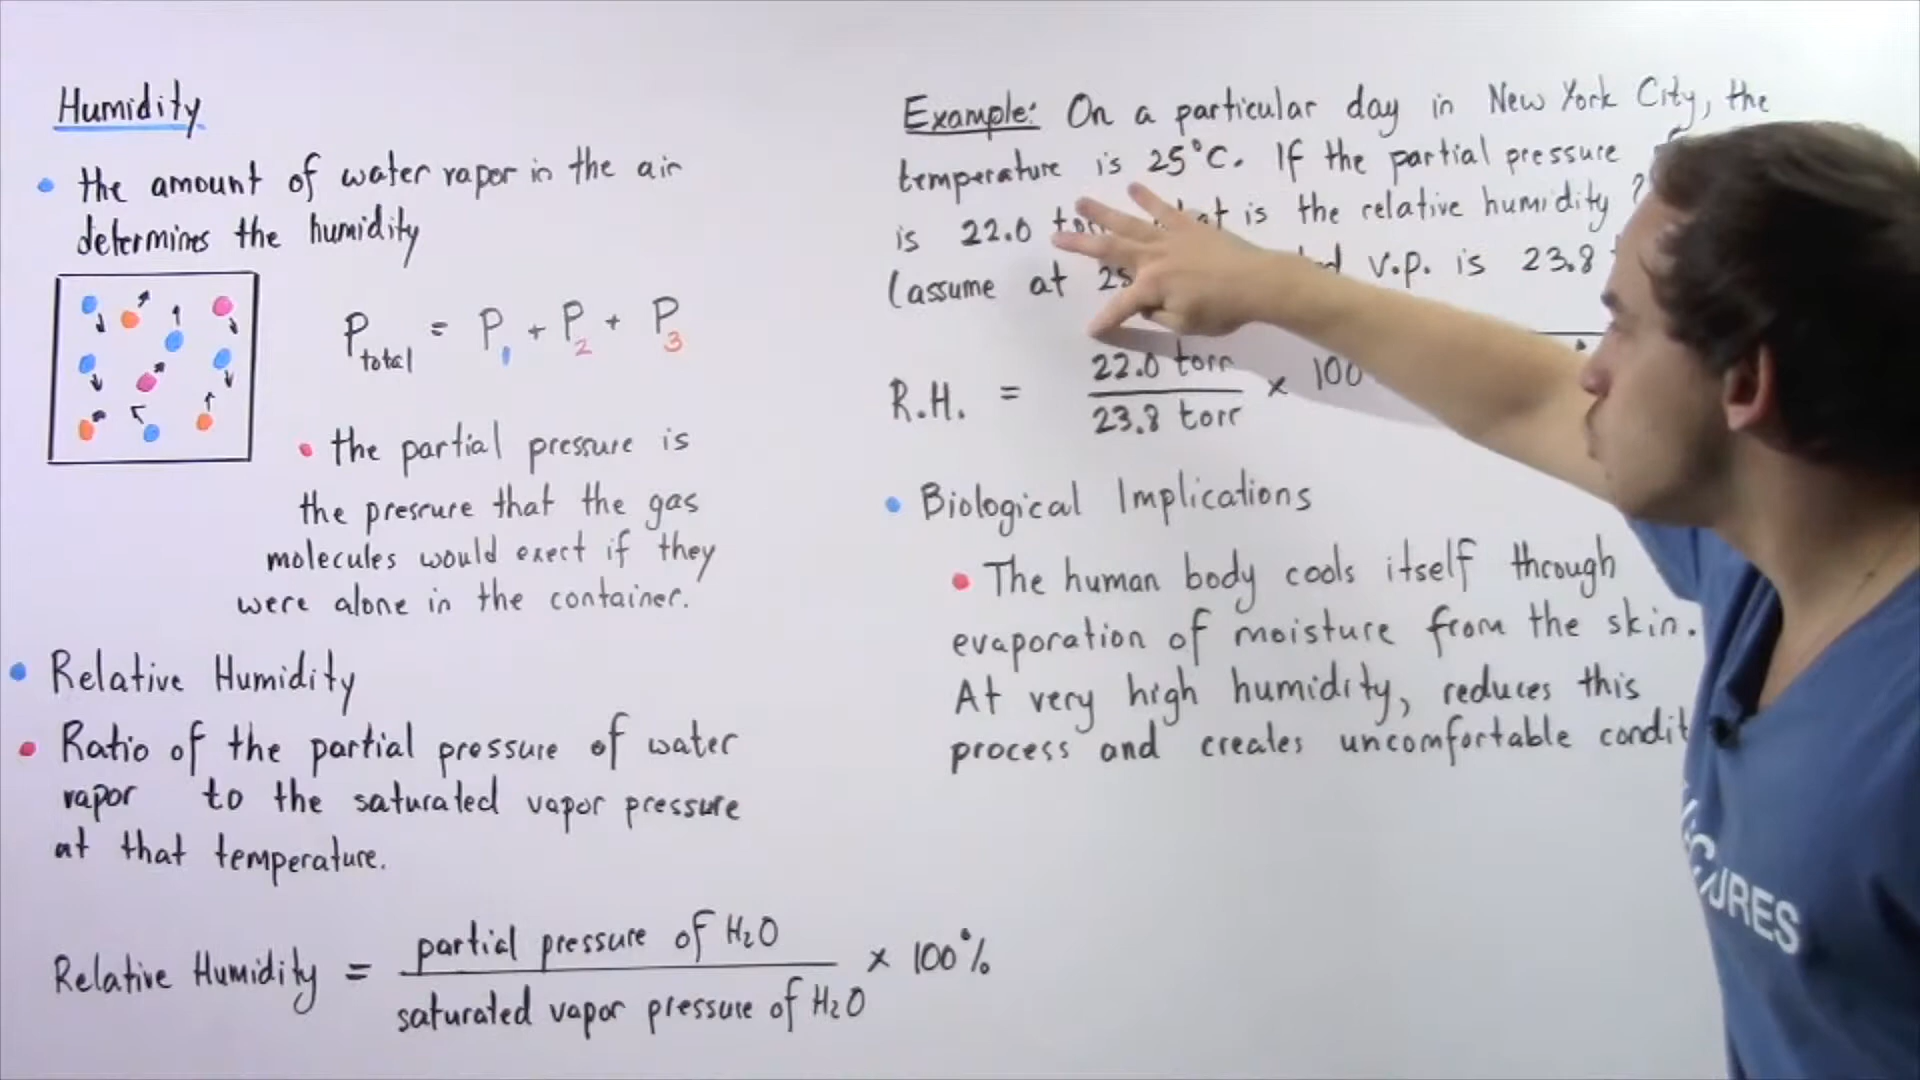 Humidity
• the amount of water vapor in the air
determines the humidity
P total = P1 + P2 + P3
• the partial pressure is
the pressure that the gas
molecules would exert if they
were alone in the container.
• Relative Humidity
• Ratio of the partial pressure of water
vapor to the saturated vapor pressure
at that temperature.
Relative Humidity = partial pressure of H2O / saturated vapor pressure of H2O × 100%
Example: On a particular day in New York City, the
temperature is 25°C. If the partial pressure
is 22.0 is the relative humidity ?
(assume at v.p. is 23.8
R.H. = 22.0 torr / 23.8 torr × 100
• Biological Implications
• The human body cools itself through
evaporation of moisture from the skin.
At very high humidity, reduces this
process and creates uncomfortable
URES